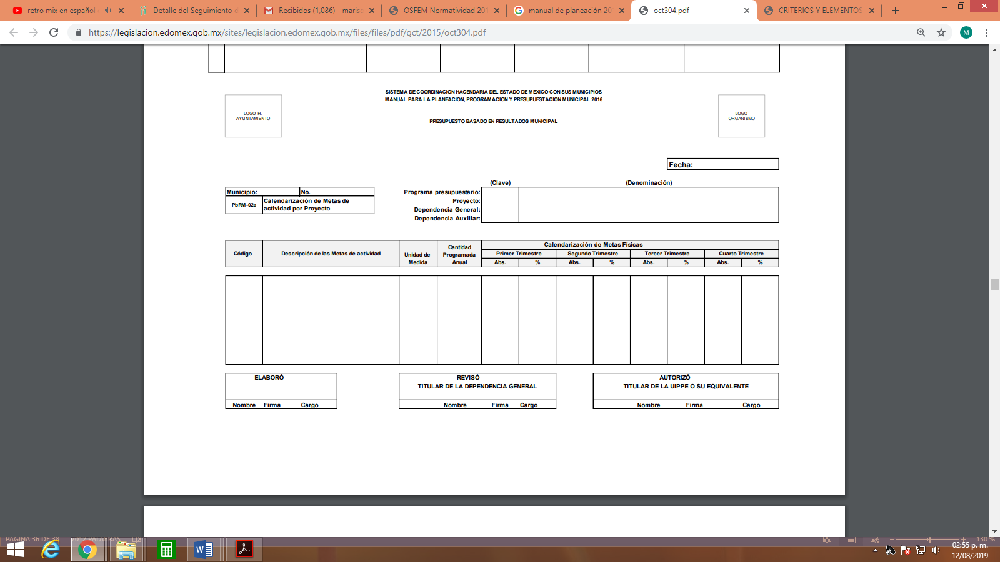 retro mix en español
Detalle del Seguimiento d
Recibidos (1,086) - marisc
OSFEM Normatividad 201
manual de planeación 20
oct304.pdf
CRITERIOS Y ELEMENTOS
https://legislacion.edomex.gob.mx/sites/legislacion.edomex.gob.mx/files/files/pdf/gct/2015/oct304.pdf
M
SISTEMA DE COORDINACION HACENDARIA DEL ESTADO DE MEXICO CON SUS MUNICIPIOS
MANUAL PARA LA PLANEACION, PROGRAMACION Y PRESUPUESTACION MUNICIPAL 2016
LOGO H.
AYUNTAMIENTO
PRESUPUESTO BASADO EN RESULTADOS MUNICIPAL
LOGO
ORGANISMO
Fecha:
(Clave) (Denominación)
Municipio: No.
PbRM-02a Calendarización de Metas de
actividad por Proyecto
Programa presupuestario:
Proyecto:
Dependencia General:
Dependencia Auxiliar:
Código
Descripción de las Metas de actividad
Unidad de
Medida
Cantidad
Programada
Anual
Calendarización de Metas Físicas
Primer Trimestre Segundo Trimestre Tercer Trimestre Cuarto Trimestre
Abs. % Abs. % Abs. % Abs. %
ELABORÓ
Nombre Firma Cargo
REVISÓ
TITULAR DE LA DEPENDENCIA GENERAL
Nombre Firma Cargo
AUTORIZÓ
TITULAR DE LA UIPPE O SU EQUIVALENTE
Nombre Firma Cargo
PÁGINA 36 DE 38 7012 PALABRAS
130 %
02:55 p. m.
12/08/2019